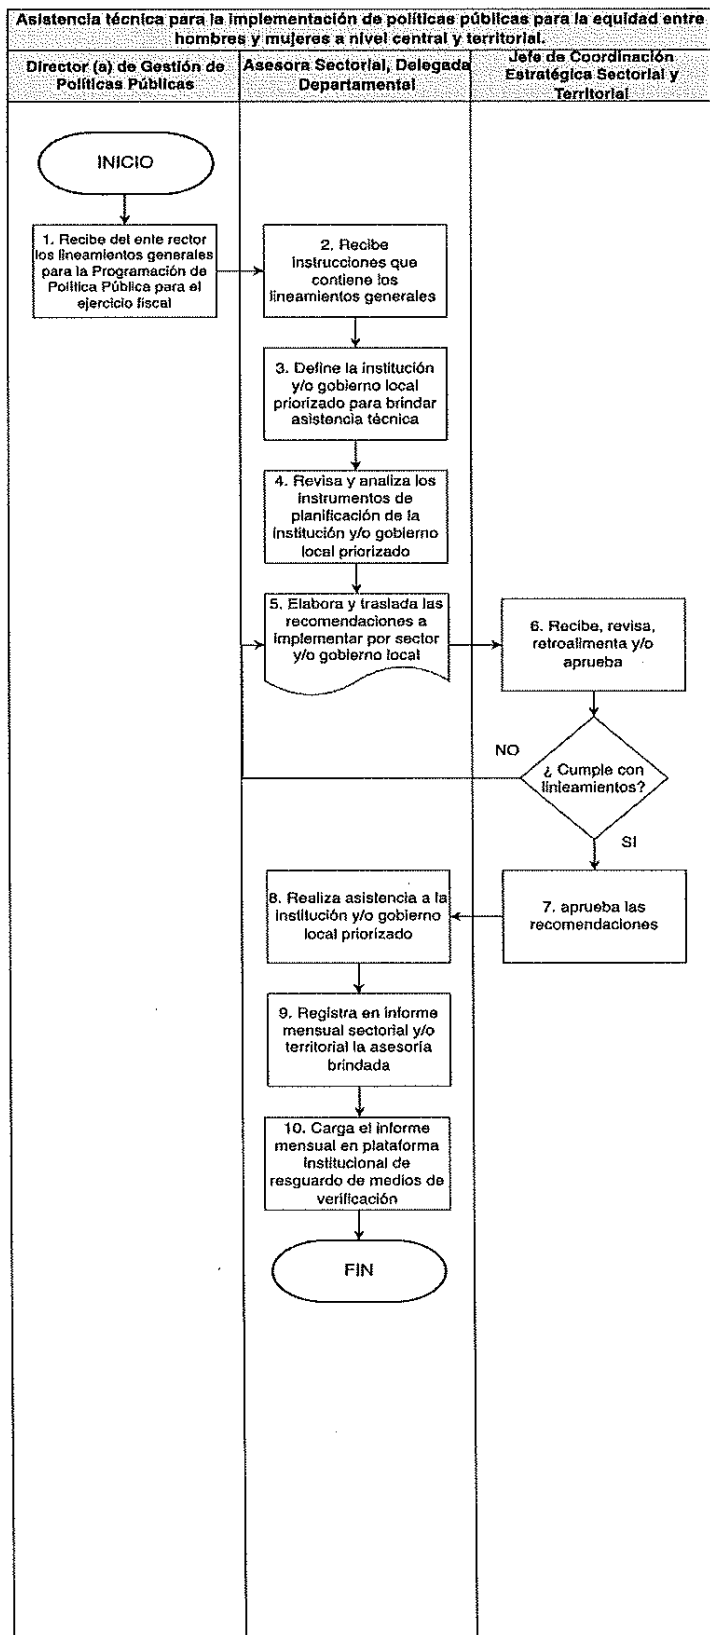 Asistencia técnica para la implementación de políticas públicas para la equidad entre
hombres y mujeres a nivel central y territorial.
Director (a) de Gestión de
Políticas Públicas
Asesora Sectorial, Delegada
Departamental
Jefe de Coordinación
Estratégica Sectorial y
Territorial
INICIO
1. Recibe del ente rector
los lineamientos generales
para la Programación de
Política Pública para el
ejercicio fiscal
2. Recibe
instrucciones que
contiene los
lineamientos generales
3. Define la institución
y/o gobierno local
priorizado para brindar
asistencia técnica
4. Revisa y analiza los
instrumentos de
planificación de la
institución y/o gobierno
local priorizado
5. Elabora y traslada las
recomendaciones a
implementar por sector
y/o gobierno local
6. Recibe, revisa,
retroalimenta y/o
aprueba
NO
¿ Cumple con
linleamientos?
SI
7. aprueba las
recomendaciones
8. Realiza asistencia a la
institución y/o gobierno
local priorizado
9. Registra en informe
mensual sectorial y/o
territorial la asesoría
brindada
10. Carga el informe
mensual en plataforma
institucional de
resguardo de medios de
verificación
FIN